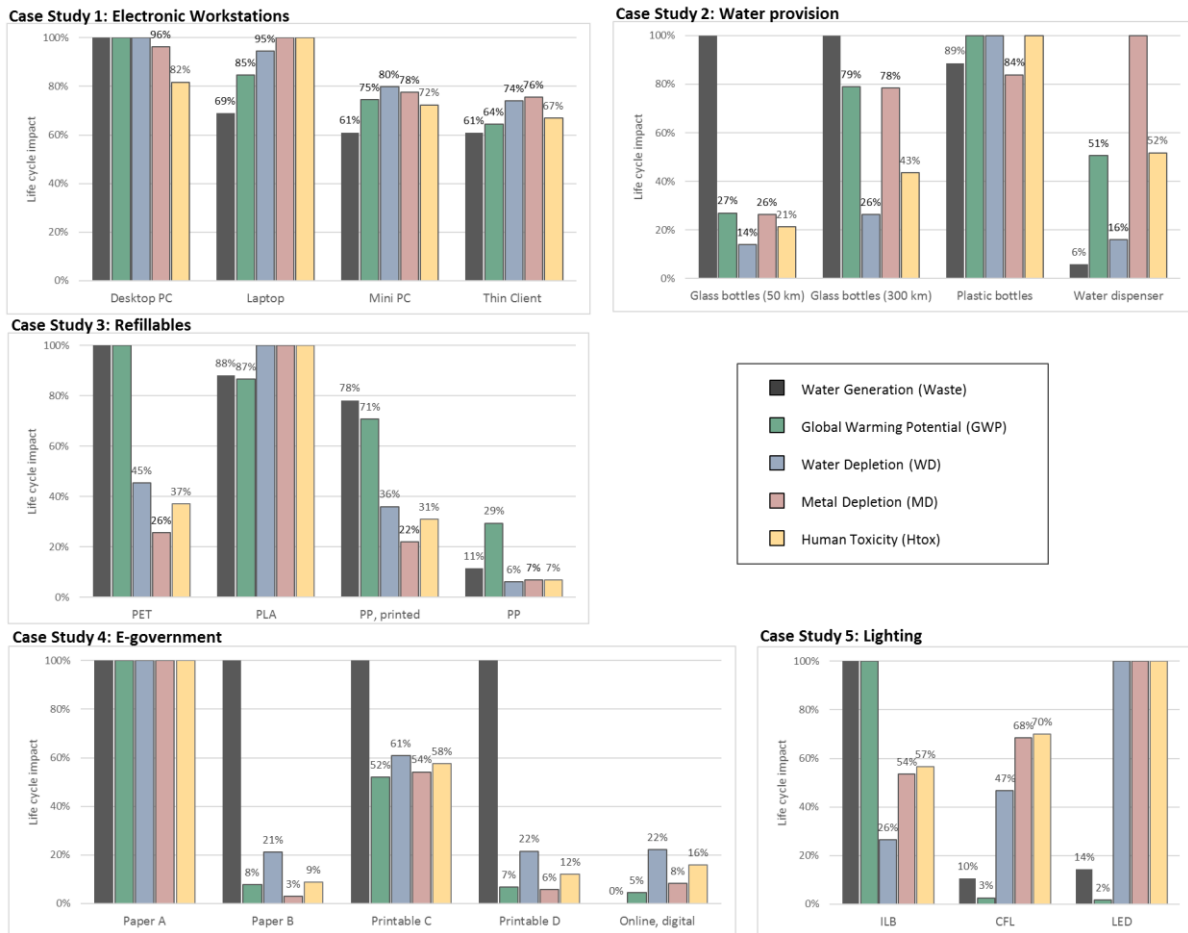 Case Study 1: Electronic Workstations
Life cycle impact
100%
80%
60%
40%
20%
0%
96%
82%
69%
85%
95%
61%
75%
80%
78%
72%
61%
64%
74%
76%
67%
Desktop PC
Laptop
Mini PC
Thin Client
Case Study 2: Water provision
Life cycle impact
100%
80%
60%
40%
20%
0%
27%
14%
26%
21%
79%
26%
78%
43%
89%
84%
6%
51%
16%
52%
Glass bottles (50 km)
Glass bottles (300 km)
Plastic bottles
Water dispenser
Case Study 3: Refillables
Life cycle impact
100%
80%
60%
40%
20%
0%
45%
26%
37%
88%
87%
78%
71%
36%
22%
31%
11%
29%
6%
7%
7%
PET
PLA
PP, printed
PP
Water Generation (Waste)
Global Warming Potential (GWP)
Water Depletion (WD)
Metal Depletion (MD)
Human Toxicity (Htox)
Case Study 4: E-government
Life cycle impact
100%
80%
60%
40%
20%
0%
8%
21%
3%
9%
52%
61%
54%
58%
7%
22%
6%
12%
0%
5%
22%
8%
16%
Paper A
Paper B
Printable C
Printable D
Online, digital
Case Study 5: Lighting
Life cycle impact
100%
80%
60%
40%
20%
0%
26%
54%
57%
10%
3%
47%
68%
70%
14%
2%
ILB
CFL
LED